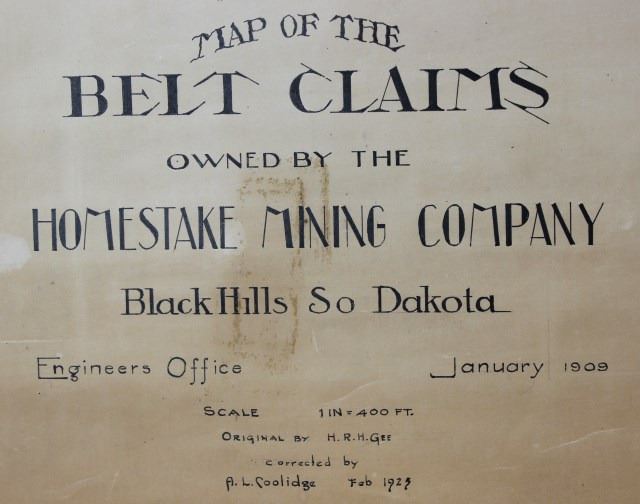 MAP OF THE
BELT CLAIMS
OWNED BY THE
HOMESTAKE MINING COMPANY
Black Hills So Dakota
Engineers Office January 1909
SCALE 1 IN = 400 FT.
ORIGINAL BY H.R.H.GEE
corrected by
A.L.Coolidge Feb